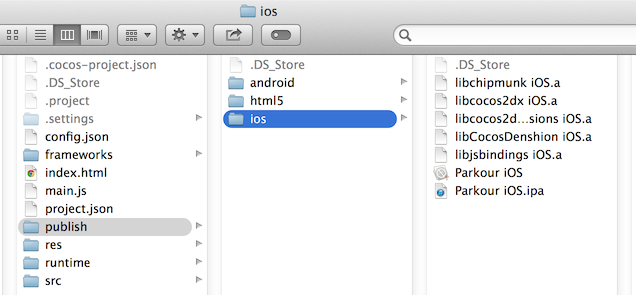 ios
.cocos-project.json
.DS_Store
.project
.settings
config.json
frameworks
index.html
main.js
project.json
publish
res
runtime
src
.DS_Store
android
html5
ios
.DS_Store
libchipmunk iOS.a
libcocos2dx iOS.a
libcocos2d...sions iOS.a
libCocosDenshion iOS.a
libjsbindings iOS.a
Parkour iOS
Parkour iOS.ipa